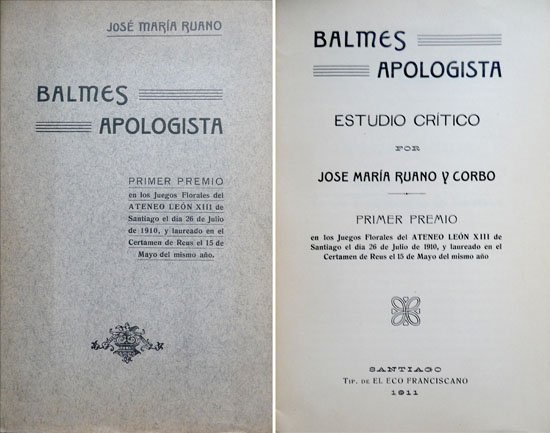 JOSÉ MARÍA RUANO
BALMES
APOLOGISTA
PRIMER PREMIO
en los Juegos Florales del
ATENEO LEÓN XIII de
Santiago el día 26 de Julio
de 1910, y laureado en el
Certamen de Reus el 15 de
Mayo del mismo año.
BALMES
APOLOGISTA
ESTUDIO CRÍTICO
POR
JOSE MARÍA RUANO Y CORBO
PRIMER PREMIO
en los Juegos Florales del ATENEO LEÓN XIII de
Santiago el día 26 de Julio de 1910, y laureado en el
Certamen de Reus el 15 de Mayo del mismo año
SANTIAGO
TIP. DE EL ECO FRANCISCANO
1911